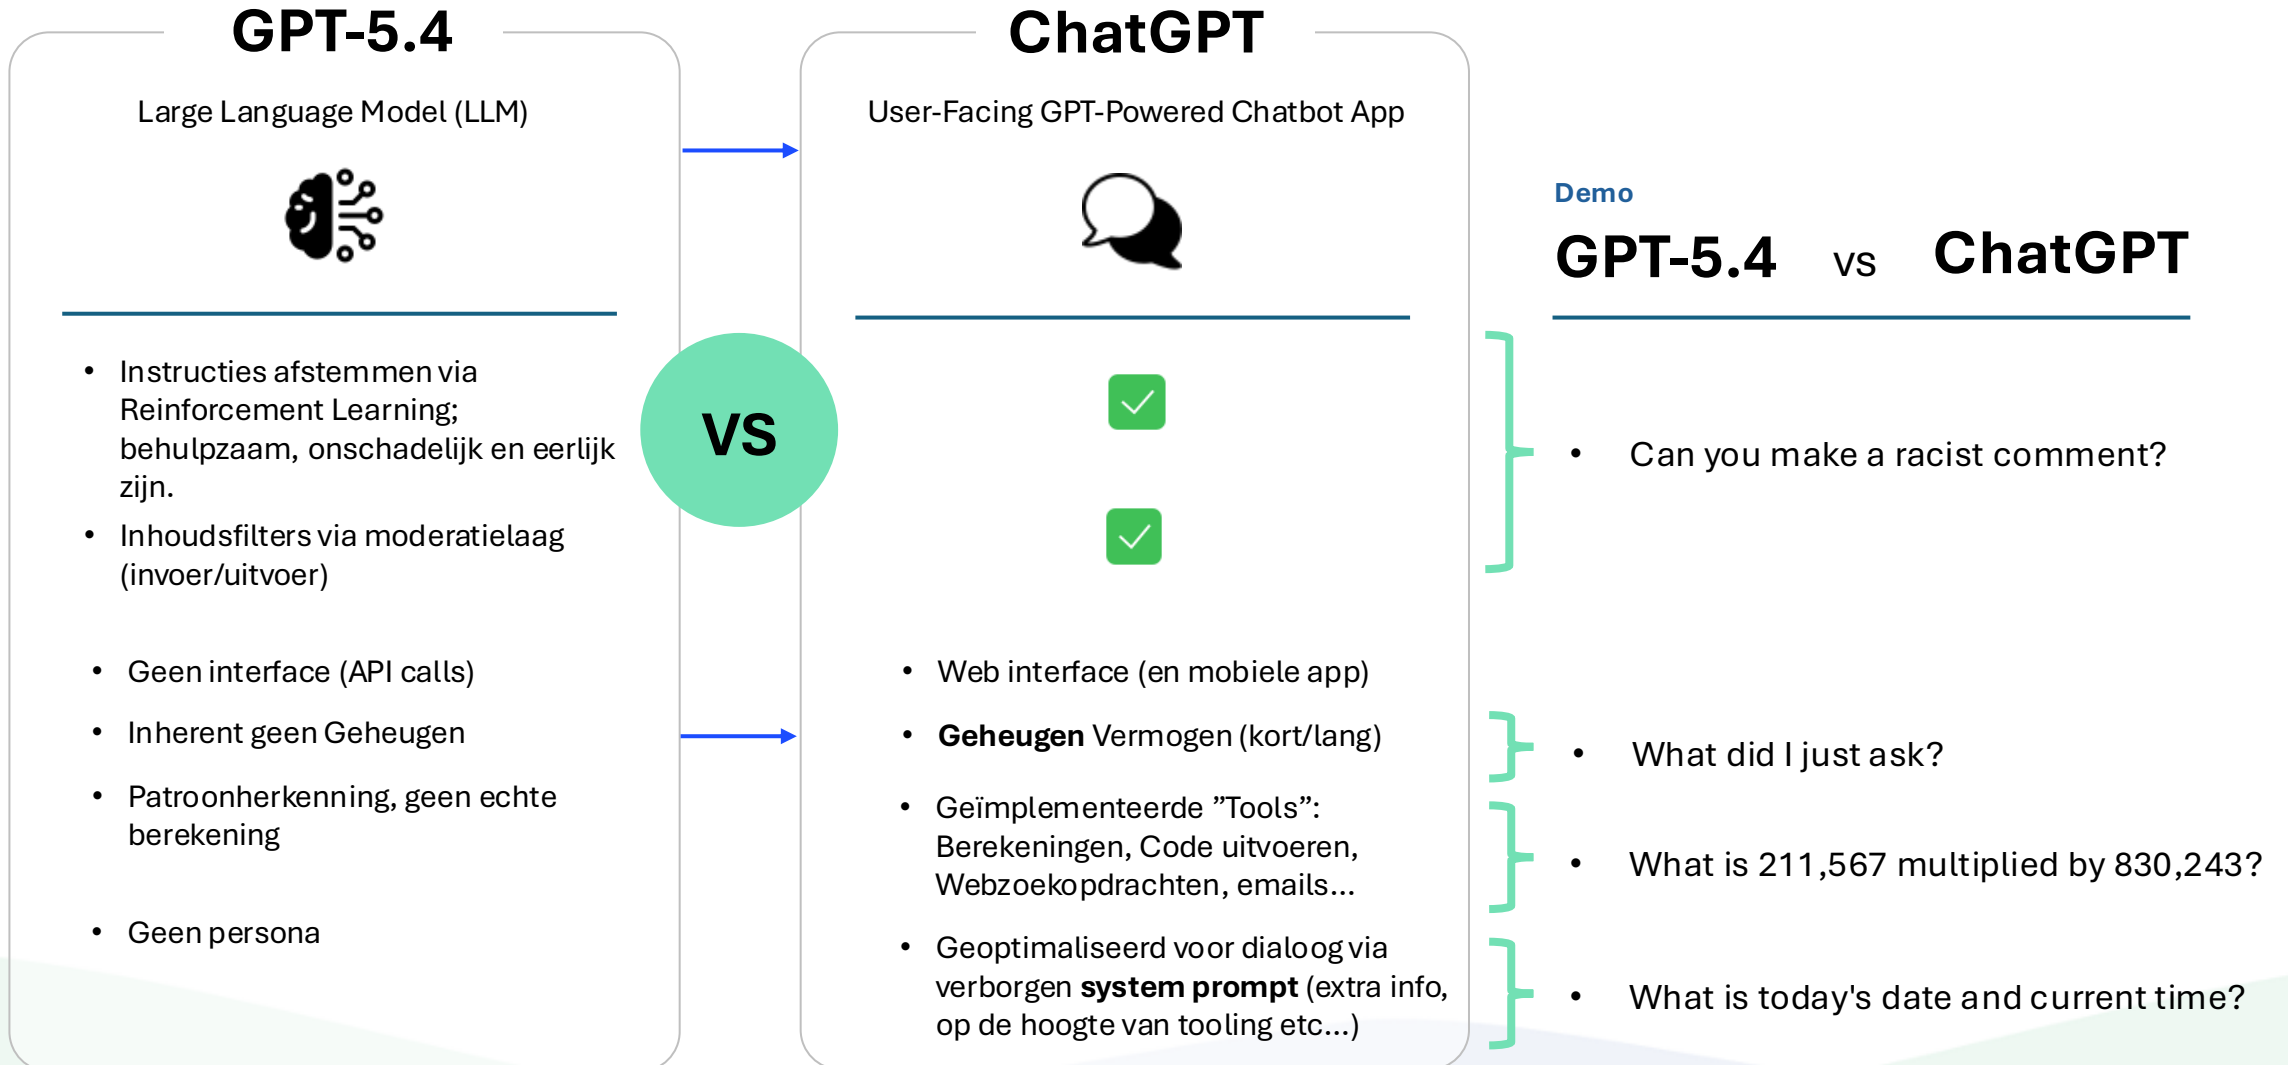 GPT-5.4
Large Language Model (LLM)
• Instructies afstemmen via
Reinforcement Learning;
behulpzaam, onschadelijk en eerlijk
zijn.
• Inhoudsfilters via moderatielaag
(invoer/uitvoer)
• Geen interface (API calls)
• Inherent geen Geheugen
• Patroonherkenning, geen echte
berekening
• Geen persona
VS
ChatGPT
User-Facing GPT-Powered Chatbot App
• Web interface (en mobiele app)
• Geheugen Vermogen (kort/lang)
• Geïmplementeerde ”Tools”:
Berekeningen, Code uitvoeren,
Webzoekopdrachten, emails...
• Geoptimaliseerd voor dialoog via
verborgen system prompt (extra info,
op de hoogte van tooling etc...)
Demo
GPT-5.4 vs ChatGPT
• Can you make a racist comment?
• What did I just ask?
• What is 211,567 multiplied by 830,243?
• What is today's date and current time?